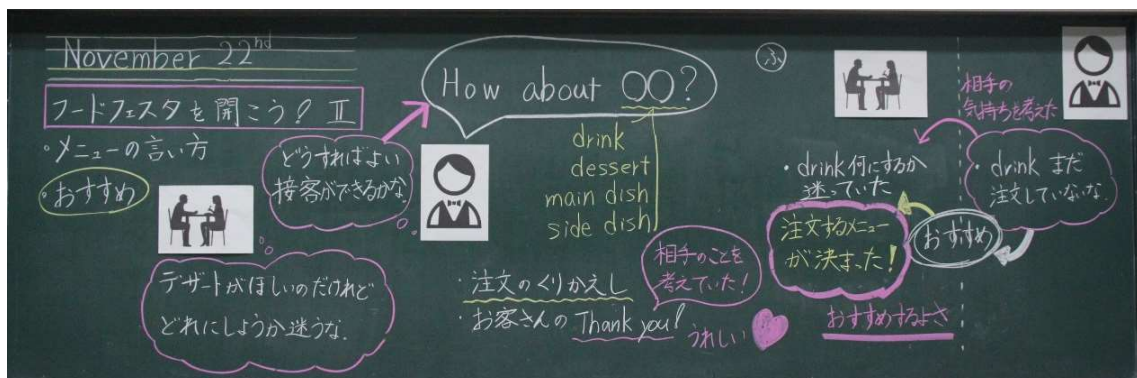 November 22nd
フードフェスタを開こう! Ⅱ
・メニューの言い方
・おすすめ
どうすればよい
接客ができるかな
デザートがほしいのだけれど
どれにしようか迷うな.
How about 〇〇?
drink
dessert
main dish
side dish
・注文のくりかえし
・お客さんの Thank you!
相手のことを
考えていた!
うれしい
ふ
・drink 何にするか
迷っていた
注文するメニュー
が決まった!
おすすめ
おすすめするよさ
相手の
気持ちを考えた
・drink まだ
注文していないな.